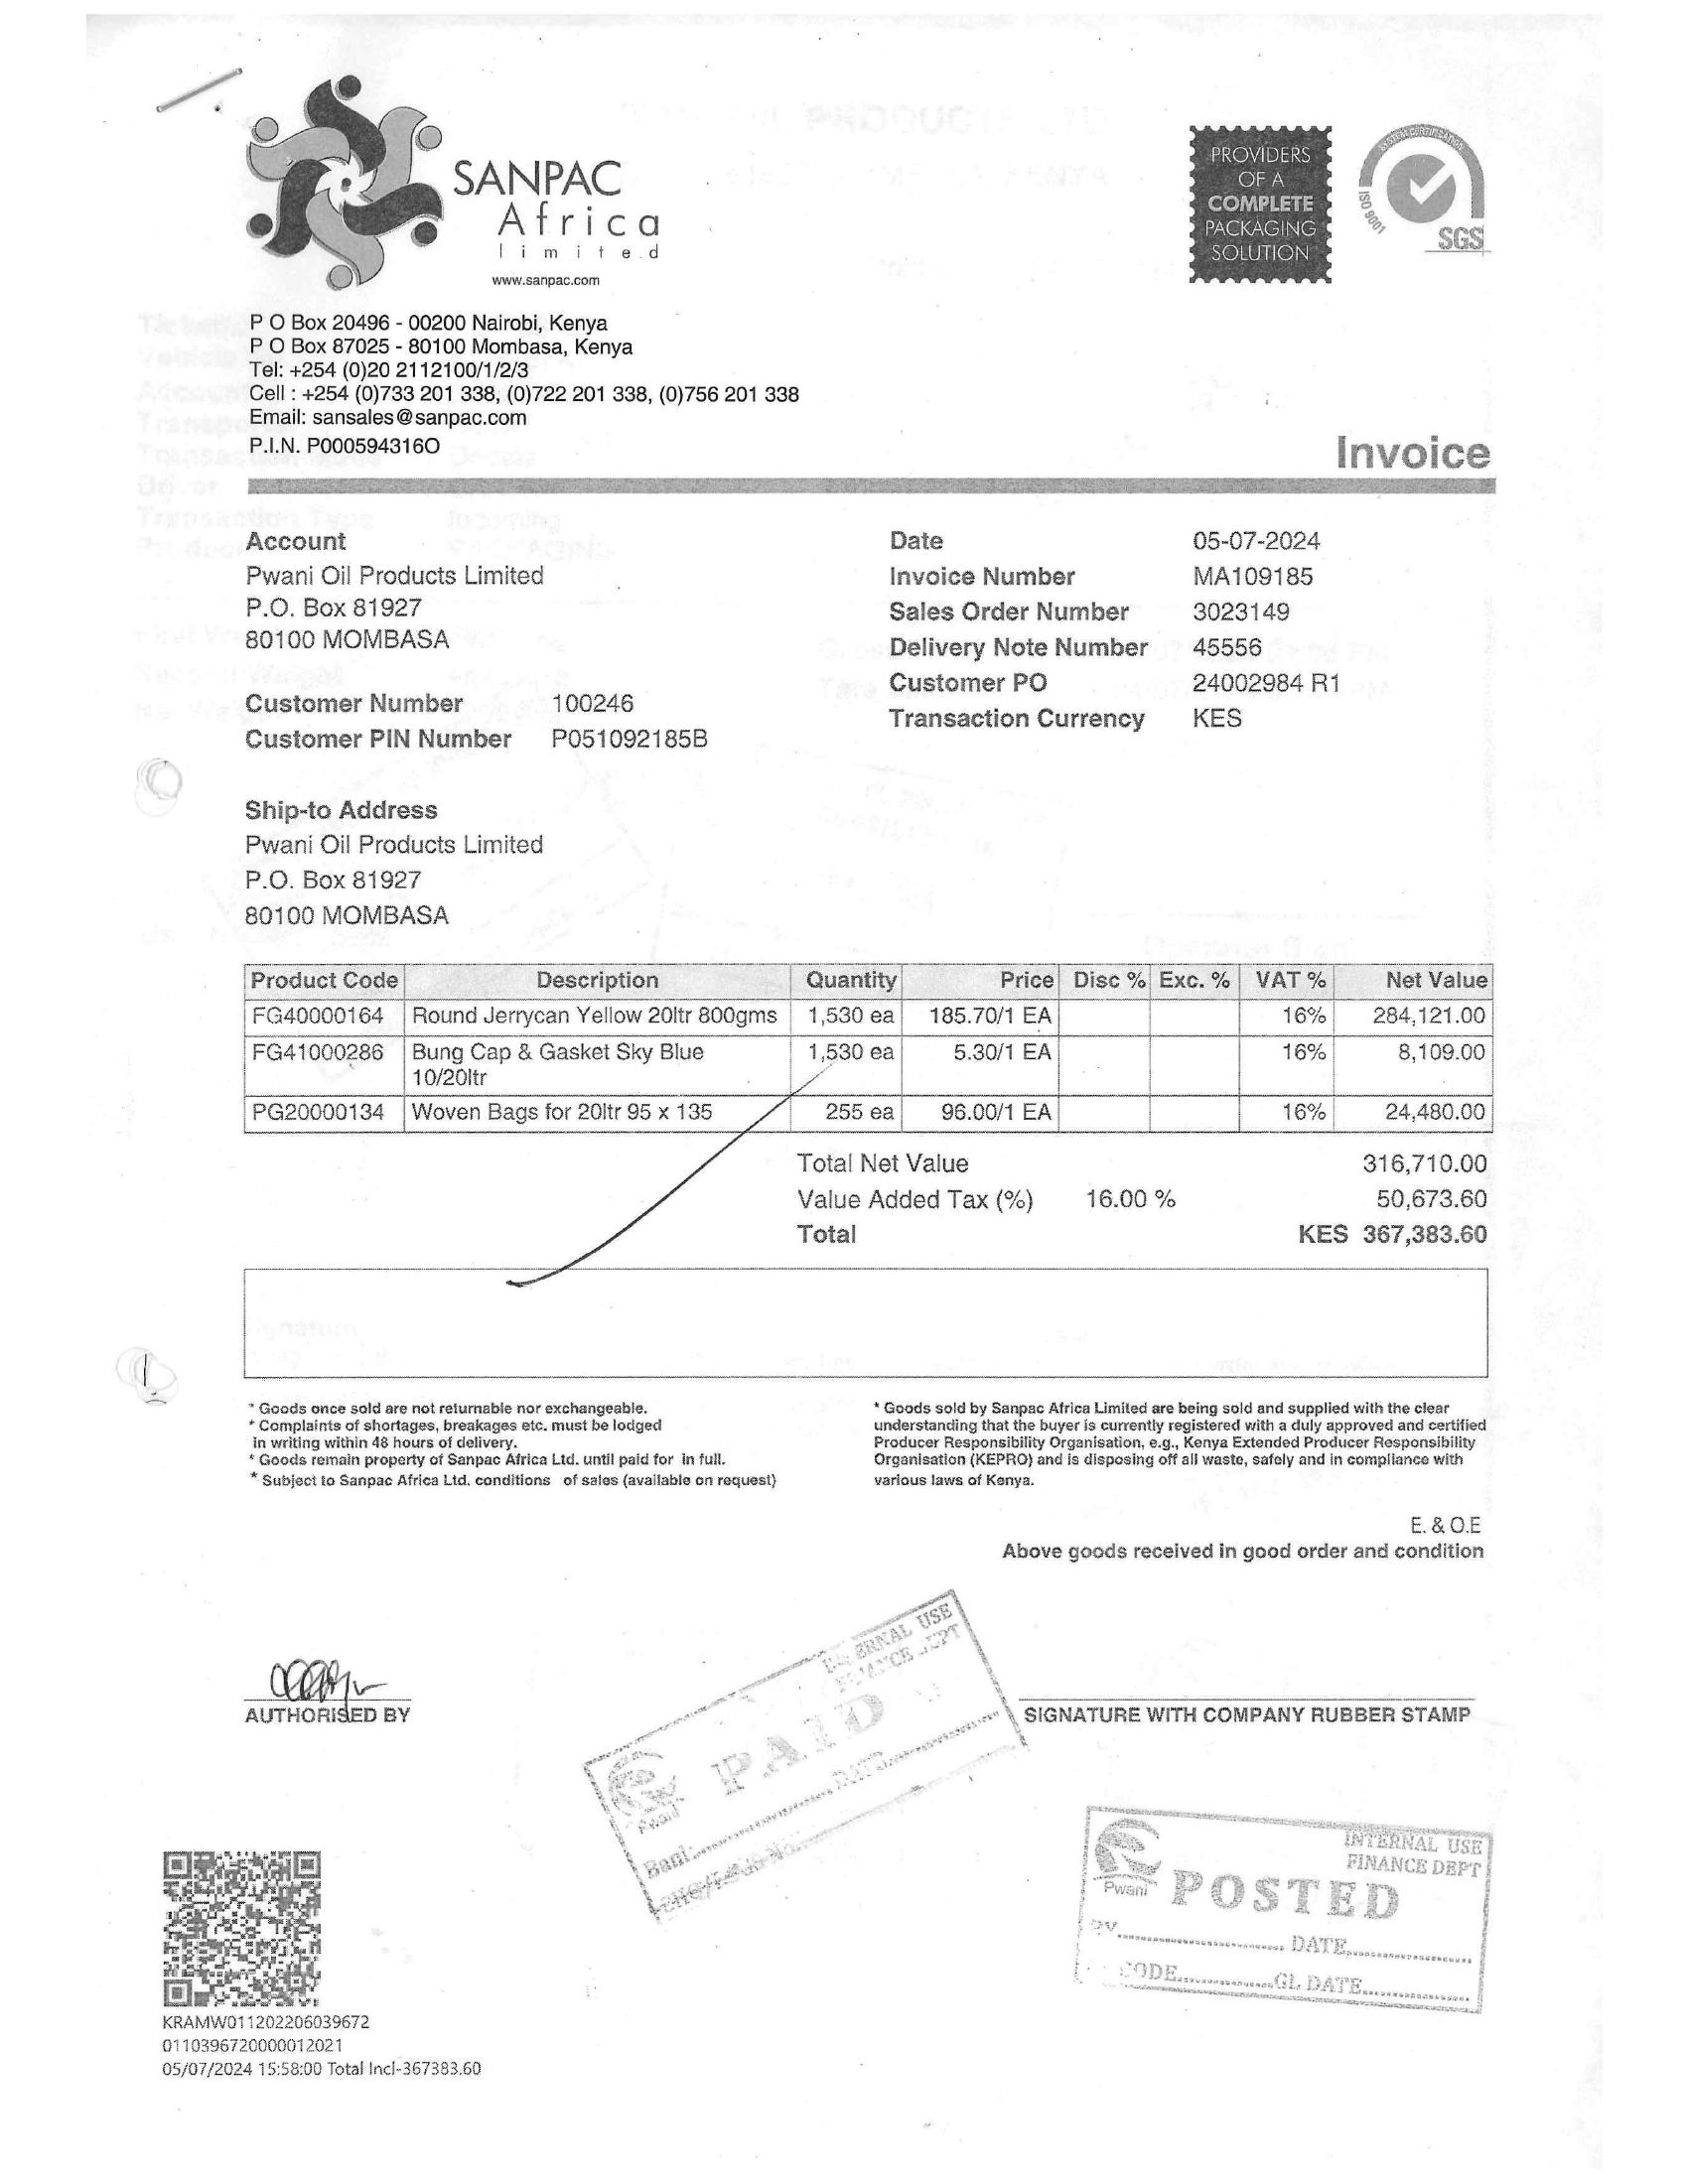 SANPAC
Africa
limited
www.sanpac.com
PROVIDERS
OF A
COMPLETE
PACKAGING
SOLUTION
SYSTEM CERTIFICATION
ISO 9001
SGS
P O Box 20496 - 00200 Nairobi, Kenya
P O Box 87025 - 80100 Mombasa, Kenya
Tel: +254 (0)20 2112100/1/2/3
Cell : +254 (0)733 201 338, (0)722 201 338, (0)756 201 338
Email: sansales@sanpac.com
P.I.N. P000594316O
Invoice
Account
Pwani Oil Products Limited
P.O. Box 81927
80100 MOMBASA
Customer Number 100246
Customer PIN Number P051092185B
Date 05-07-2024
Invoice Number MA109185
Sales Order Number 3023149
Delivery Note Number 45556
Customer PO 24002984 R1
Transaction Currency KES
Ship-to Address
Pwani Oil Products Limited
P.O. Box 81927
80100 MOMBASA
Product Code Description Quantity Price Disc % Exc. % VAT % Net Value
FG40000164 Round Jerrycan Yellow 20ltr 800gms 1,530 ea 185.70/1 EA 16% 284,121.00
FG41000286 Bung Cap & Gasket Sky Blue 1,530 ea 5.30/1 EA 16% 8,109.00
10/20ltr
PG20000134 Woven Bags for 20ltr 95 x 135 255 ea 96.00/1 EA 16% 24,480.00
Total Net Value 316,710.00
Value Added Tax (%) 16.00 % 50,673.60
Total KES 367,383.60
* Goods once sold are not returnable nor exchangeable.
* Complaints of shortages, breakages etc. must be lodged
in writing within 48 hours of delivery.
* Goods remain property of Sanpac Africa Ltd. until paid for in full.
* Subject to Sanpac Africa Ltd. conditions of sales (available on request)
* Goods sold by Sanpac Africa Limited are being sold and supplied with the clear
understanding that the buyer is currently registered with a duly approved and certified
Producer Responsibility Organisation, e.g., Kenya Extended Producer Responsibility
Organisation (KEPRO) and is disposing off all waste, safely and in compliance with
various laws of Kenya.
E. & O.E
Above goods received in good order and condition
AUTHORISED BY
SIGNATURE WITH COMPANY RUBBER STAMP
USE
PAID
Pwani
INTERNAL USE
FINANCE DEPT
Pwani
POSTED
DATE
CODE GL DATE
KRAMW011202206039672
0110396720000012021
05/07/2024 15:58:00 Total Incl-367383.60